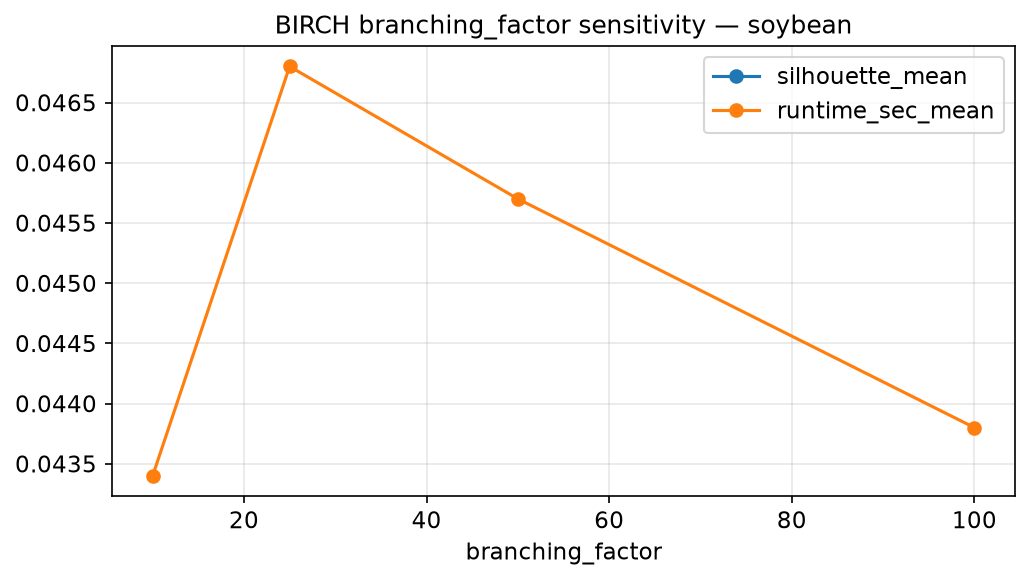 BIRCH branching_factor sensitivity — soybean
silhouette_mean
runtime_sec_mean
0.0465
0.0460
0.0455
0.0450
0.0445
0.0440
0.0435
20 40 60 80 100
branching_factor